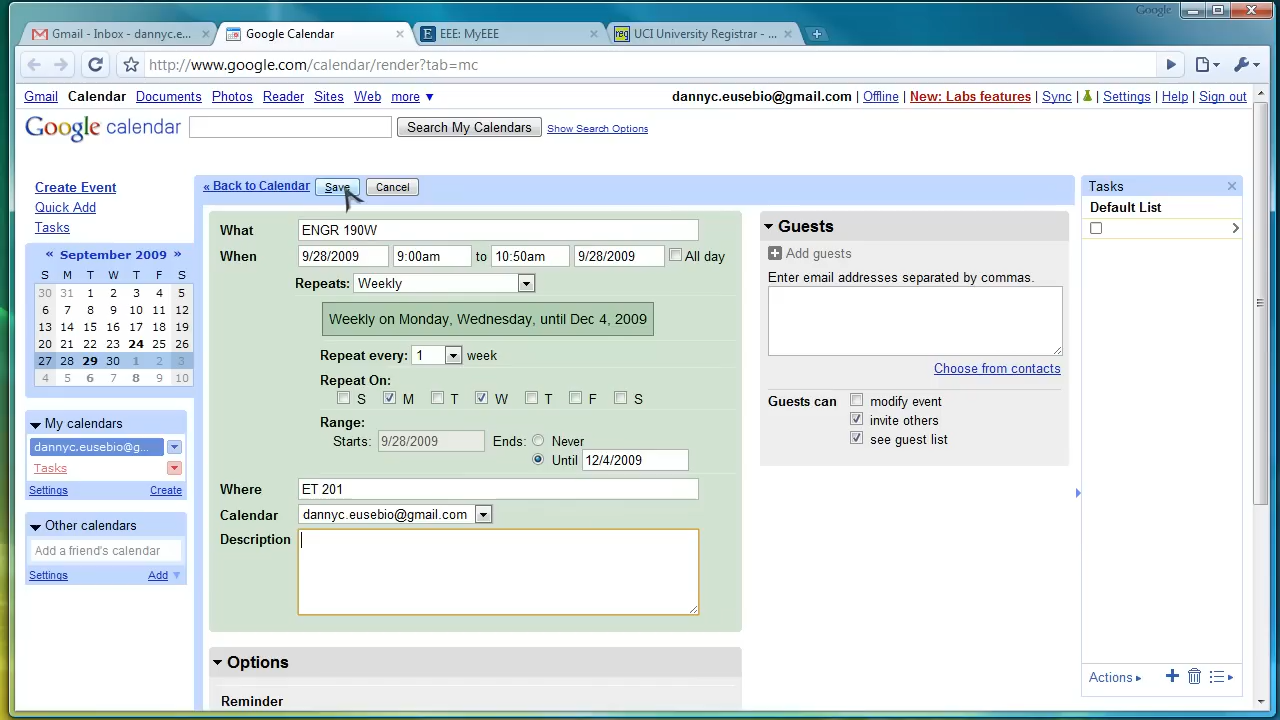 Google
Gmail - Inbox - dannyc.e...
Google Calendar
EEE: MyEEE
UCI University Registrar - ...
http://www.google.com/calendar/render?tab=mc
Gmail Calendar Documents Photos Reader Sites Web more ▼
dannyc.eusebio@gmail.com | Offline | New: Labs features | Sync | Settings | Help | Sign out
Google calendar
Search My Calendars
Show Search Options
Create Event
Quick Add
Tasks
« September 2009 »
S M T W T F S
30 31 1 2 3 4 5
6 7 8 9 10 11 12
13 14 15 16 17 18 19
20 21 22 23 24 25 26
27 28 29 30 1 2 3
4 5 6 7 8 9 10
My calendars
dannyc.eusebio@g...
Tasks
Settings Create
Other calendars
Add a friend's calendar
Settings Add ▼
« Back to Calendar Save Cancel
What ENGR 190W
When 9/28/2009 9:00am to 10:50am 9/28/2009 All day
Repeats: Weekly
Weekly on Monday, Wednesday, until Dec 4, 2009
Repeat every: 1 week
Repeat On:
S M T W T F S
Range:
Starts: 9/28/2009 Ends: Never
Until 12/4/2009
Where ET 201
Calendar dannyc.eusebio@gmail.com
Description
Options
Reminder
Guests
Add guests
Enter email addresses separated by commas.
Choose from contacts
Guests can modify event
invite others
see guest list
Tasks
Default List
Actions ▸